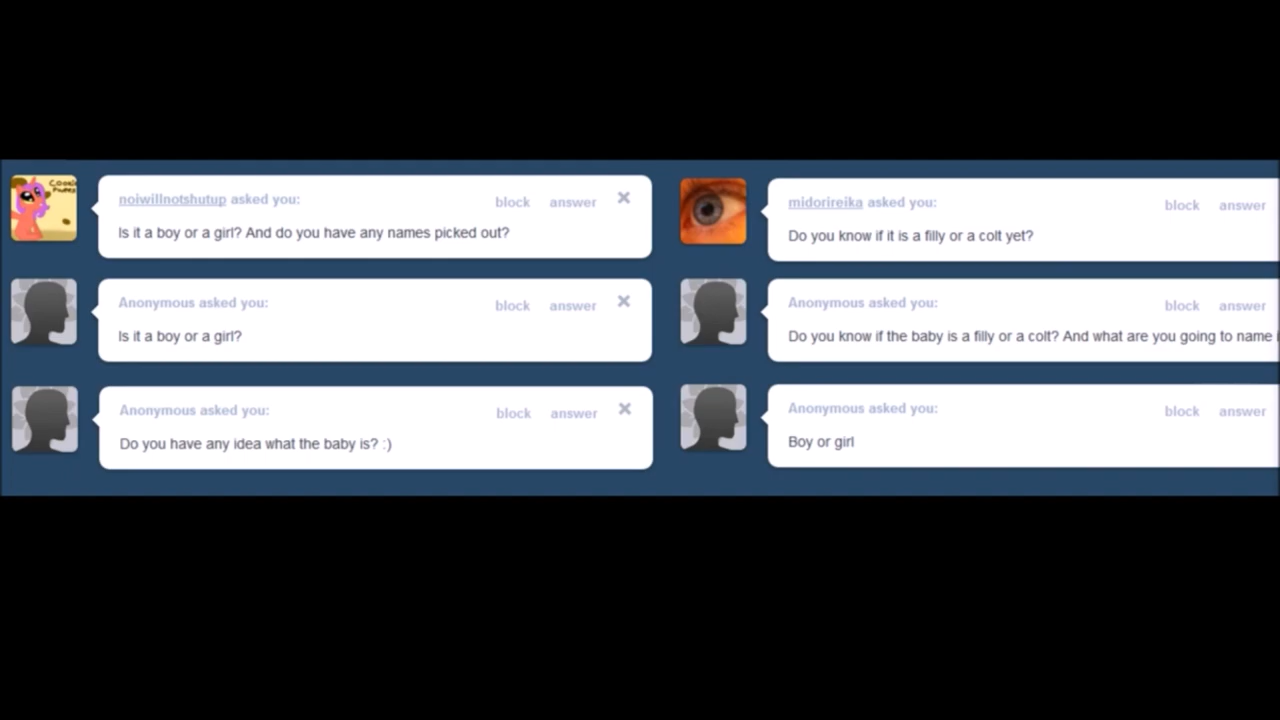 noiwillnotshutup asked you: block answer
Is it a boy or a girl? And do you have any names picked out?
Anonymous asked you: block answer
Is it a boy or a girl?
Anonymous asked you: block answer
Do you have any idea what the baby is? :)
midorireika asked you: block answer
Do you know if it is a filly or a colt yet?
Anonymous asked you: block answer
Do you know if the baby is a filly or a colt? And what are you going to name
Anonymous asked you: block answer
Boy or girl